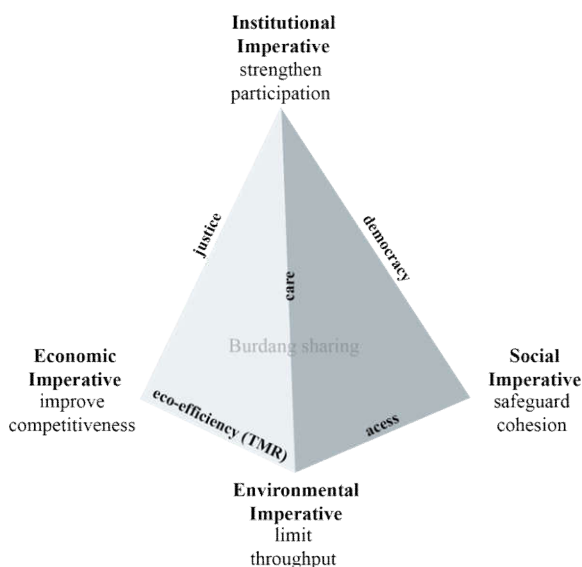 Institutional
Imperative
strengthen
participation
justice
democracy
care
Burdang sharing
Economic
Imperative
improve
competitiveness
Social
Imperative
safeguard
cohesion
eco-efficiency (TMR)
acess
Environmental
Imperative
limit
throughput